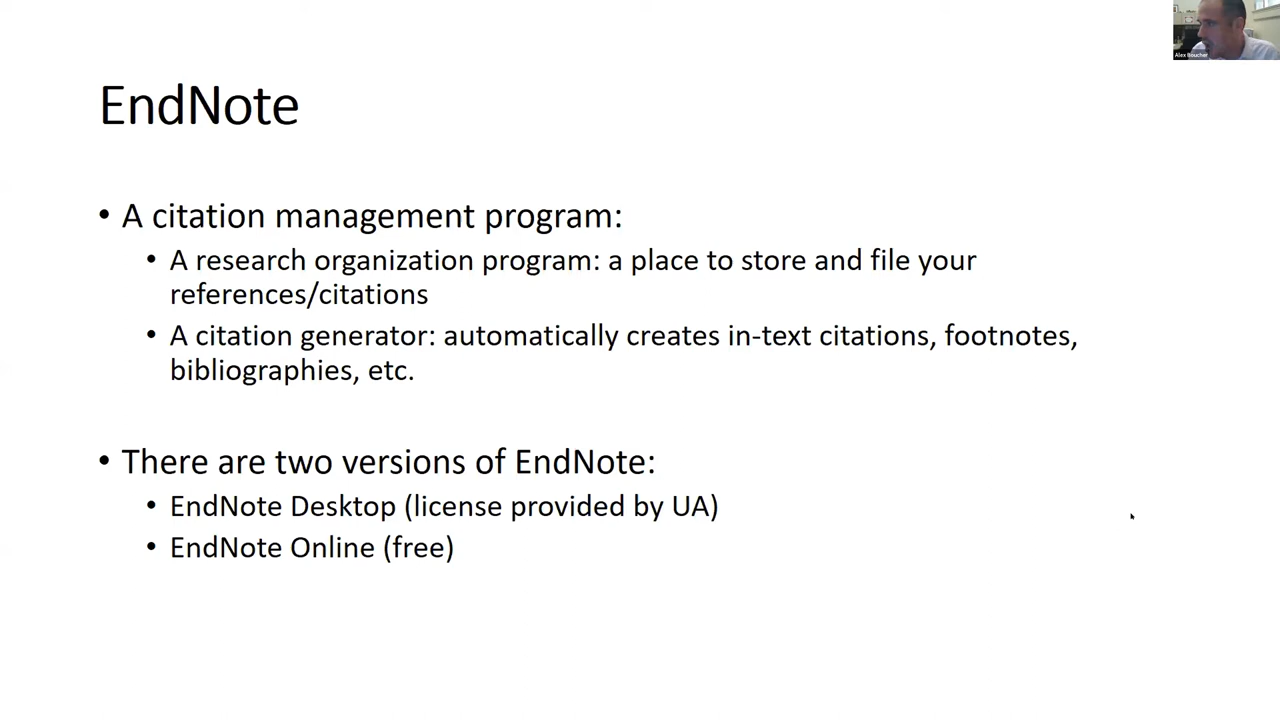 Alex Boucher
EndNote
• A citation management program:
• A research organization program: a place to store and file your
references/citations
• A citation generator: automatically creates in-text citations, footnotes,
bibliographies, etc.
• There are two versions of EndNote:
• EndNote Desktop (license provided by UA)
• EndNote Online (free)